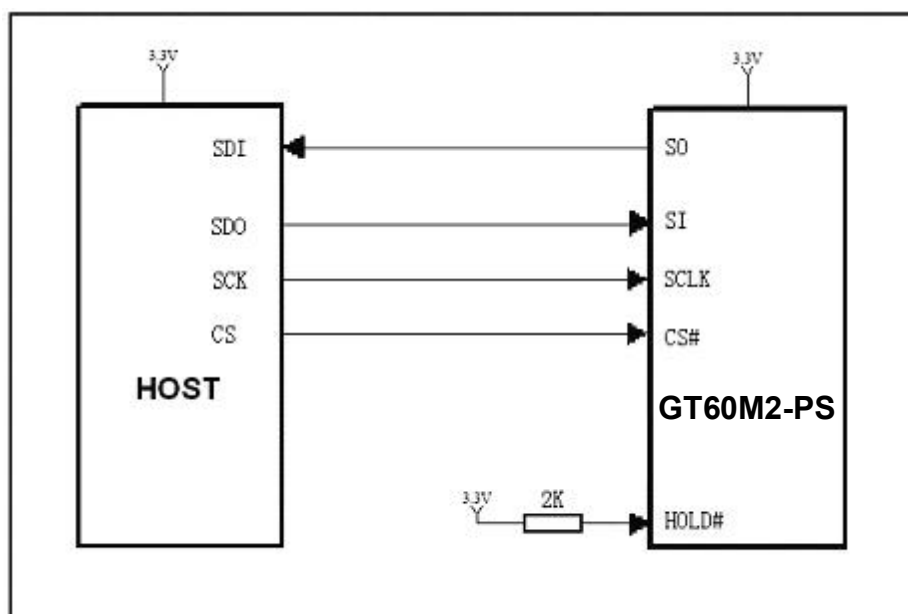 3.3V 3.3V
SDI SO
SDO SI
SCK SCLK
CS CS#
HOST
GT60M2-PS
3.3V 2K HOLD#